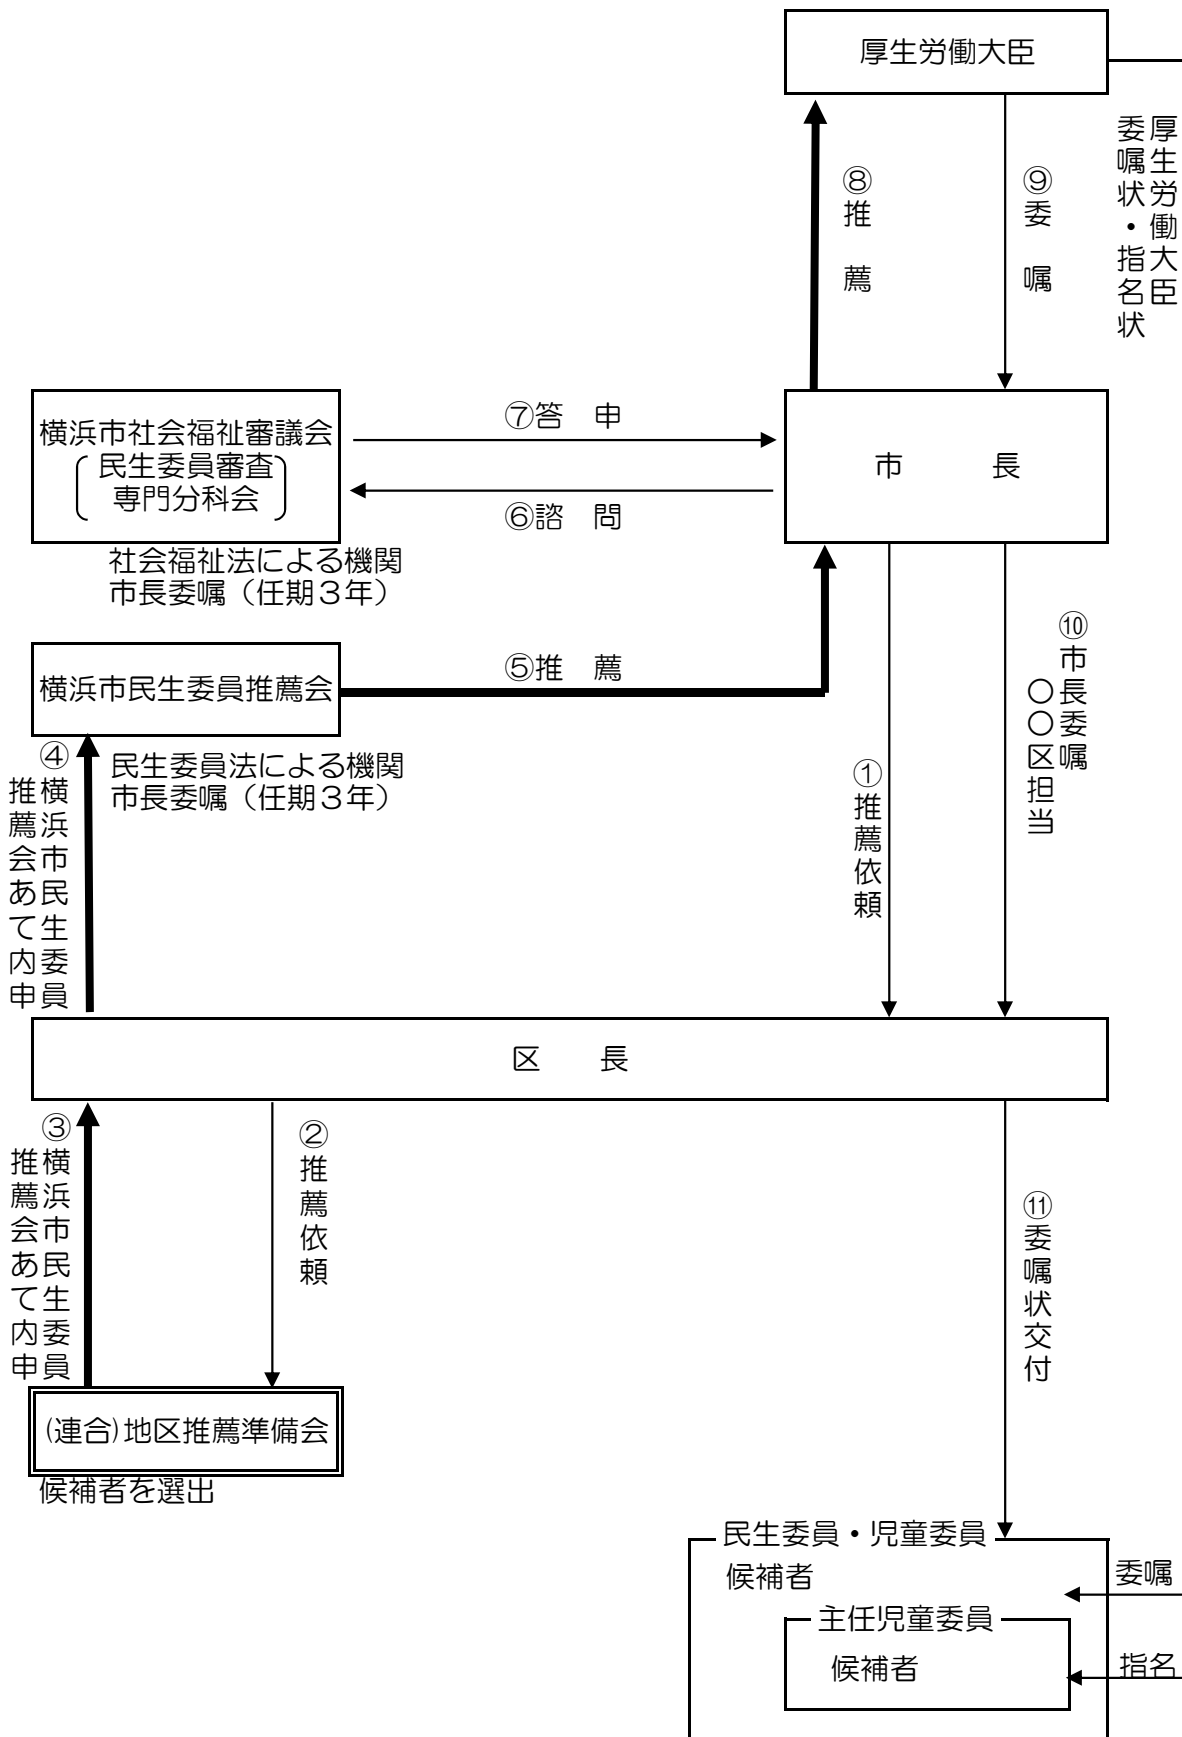 厚生労働大臣
厚生労働大臣
委嘱状・指名状
⑧推　薦
⑨委　嘱
横浜市社会福祉審議会
民生委員審査
専門分科会
⑦答　申
⑥諮　問
市　　　長
社会福祉法による機関
市長委嘱（任期３年）
横浜市民生委員推薦会
⑤推　薦
民生委員法による機関
市長委嘱（任期３年）
④横浜市民生委員
推薦会あて内申
①推薦依頼
⑩市長委嘱
〇〇区担当
区　　長
③横浜市民生委員
推薦会あて内申
②推薦依頼
⑪委嘱状交付
(連合)地区推薦準備会
候補者を選出
民生委員・児童委員
候補者
委嘱
主任児童委員
候補者
指名